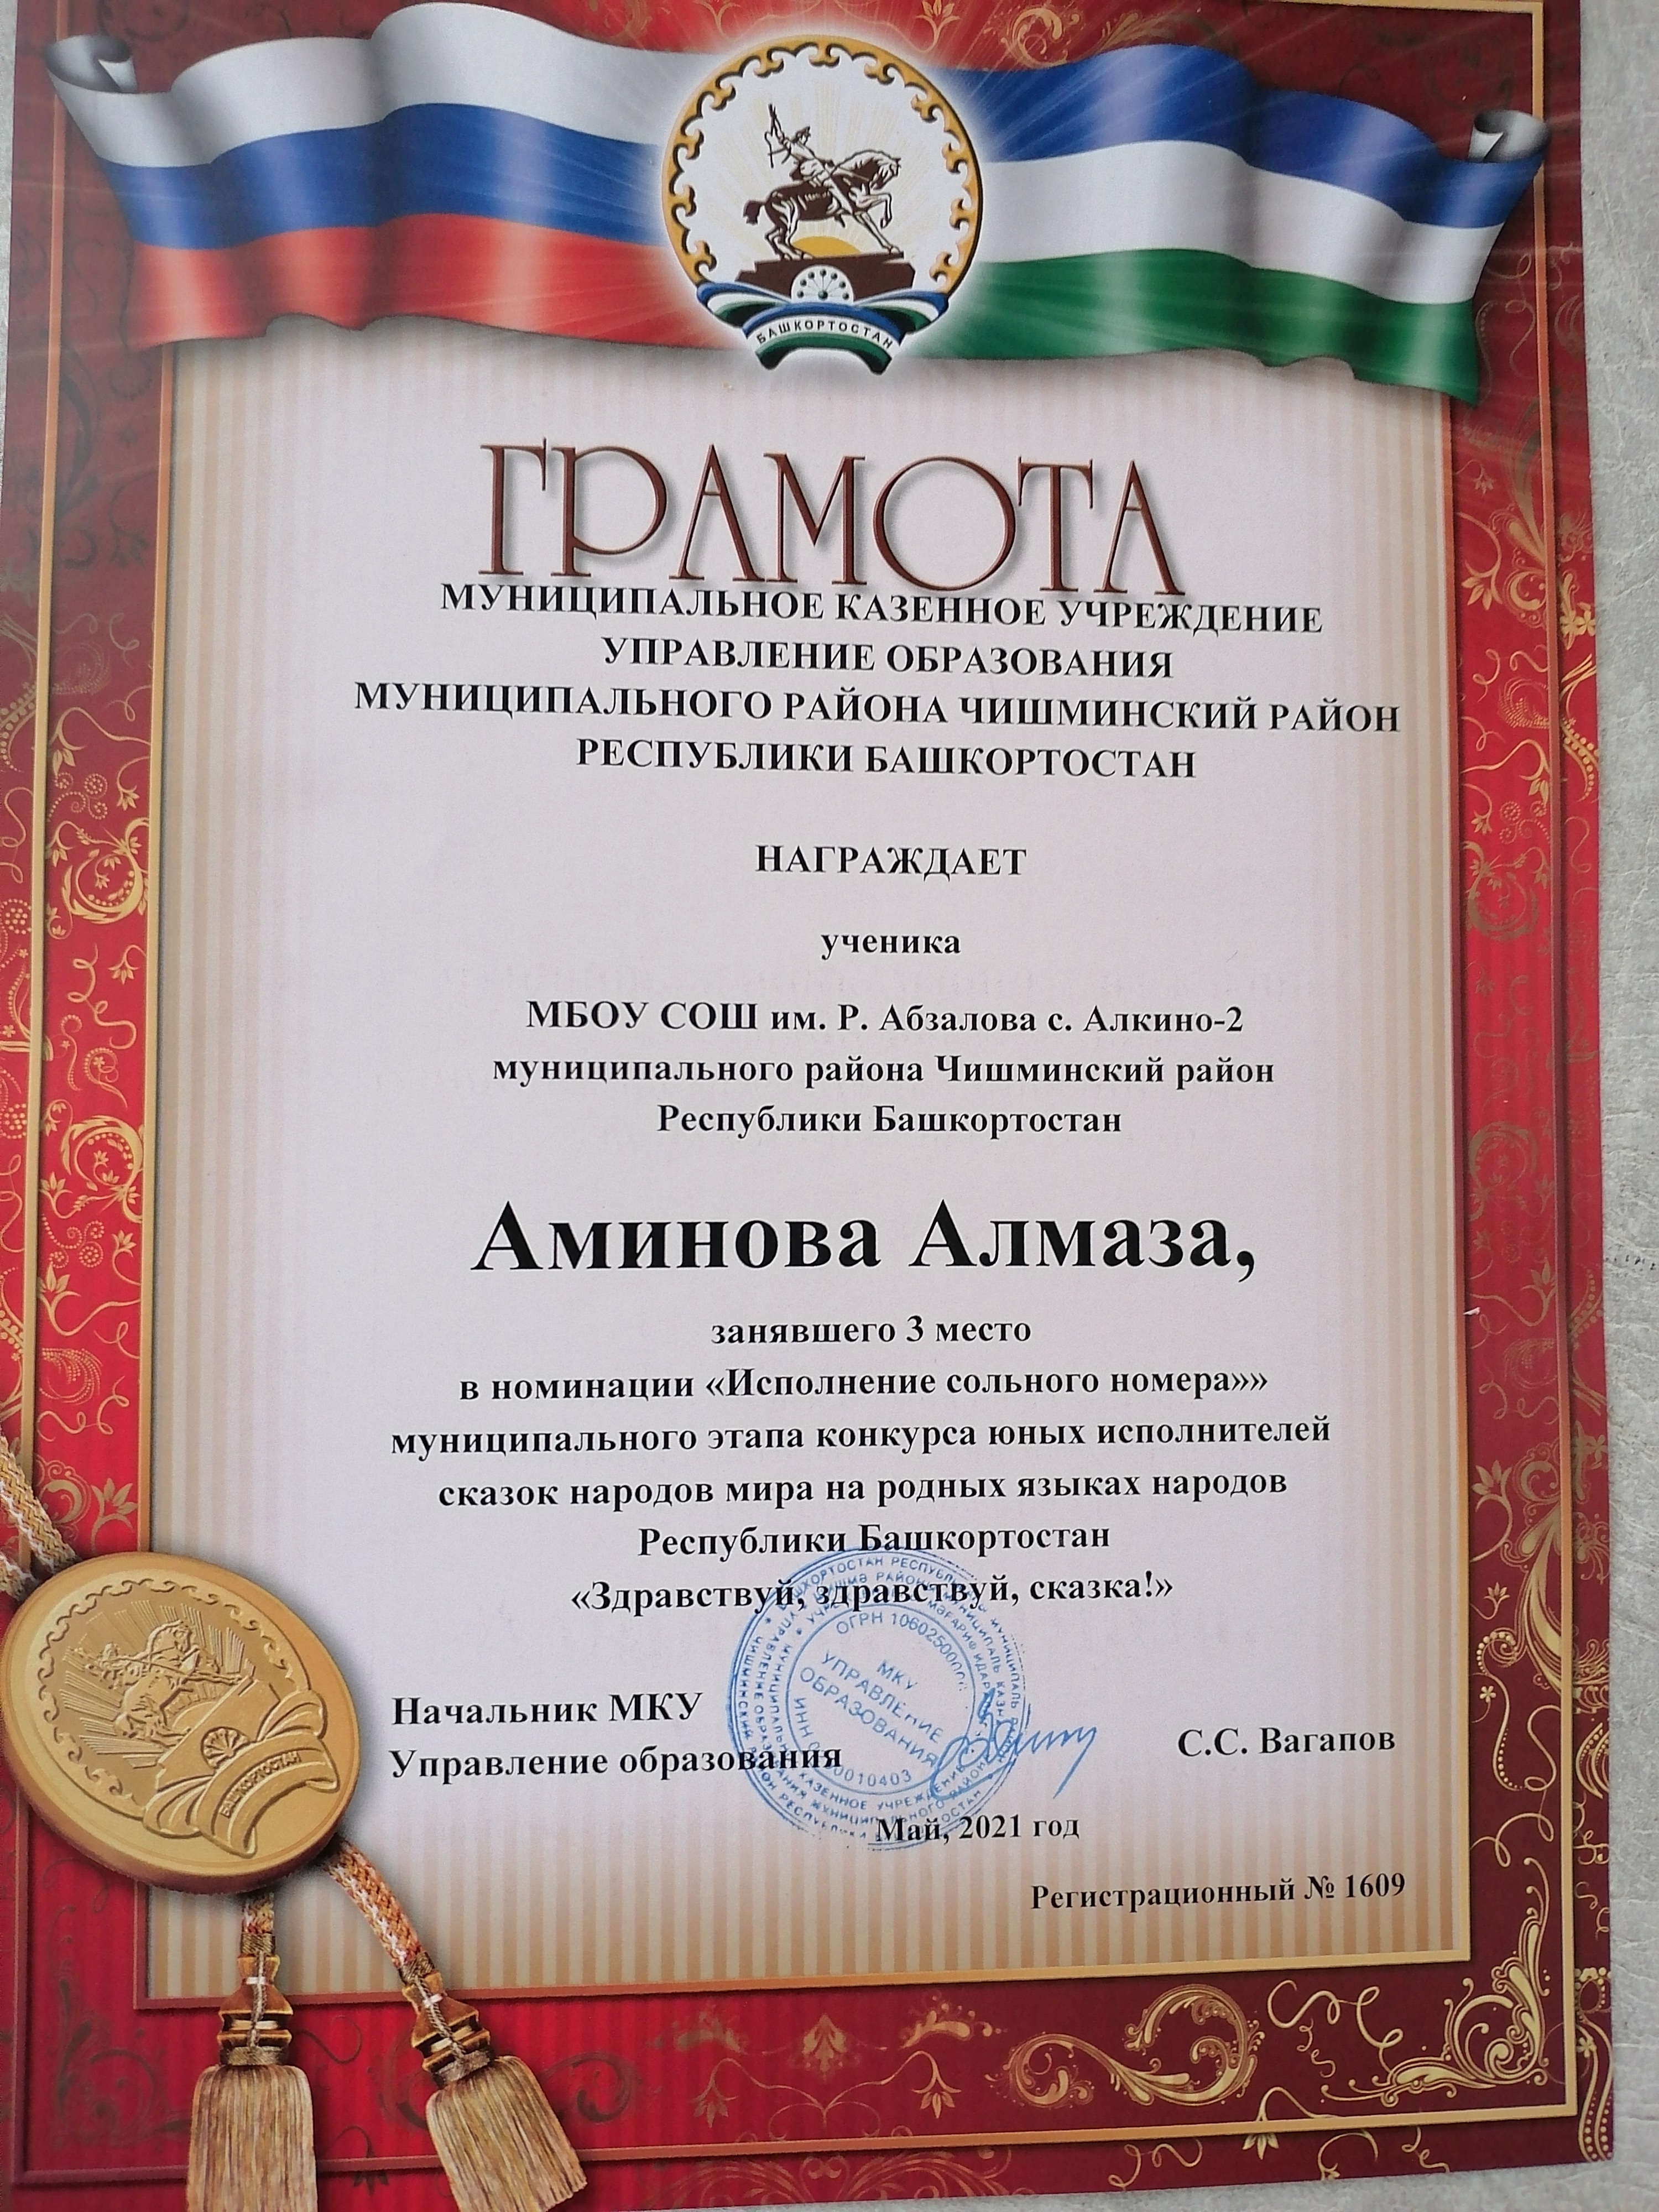 БАШКОРТОСТАН
ГРАМОТА
МУНИЦИПАЛЬНОЕ КАЗЕННОЕ УЧРЕЖДЕНИЕ
УПРАВЛЕНИЕ ОБРАЗОВАНИЯ
МУНИЦИПАЛЬНОГО РАЙОНА ЧИШМИНСКИЙ РАЙОН
РЕСПУБЛИКИ БАШКОРТОСТАН
НАГРАЖДАЕТ
ученика
МБОУ СОШ им. Р. Абзалова с. Алкино-2
муниципального района Чишминский район
Республики Башкортостан
Аминова Алмаза,
занявшего 3 место
в номинации «Исполнение сольного номера»»
муниципального этапа конкурса юных исполнителей
сказок народов мира на родных языках народов
Республики Башкортостан
«Здравствуй, здравствуй, сказка!»
МКУ
УПРАВЛЕНИЕ
ОБРАЗОВАНИЯ
Начальник МКУ
Управление образования
С.С. Вагапов
Май, 2021 год
Регистрационный № 1609
БАШКОРТОСТАН